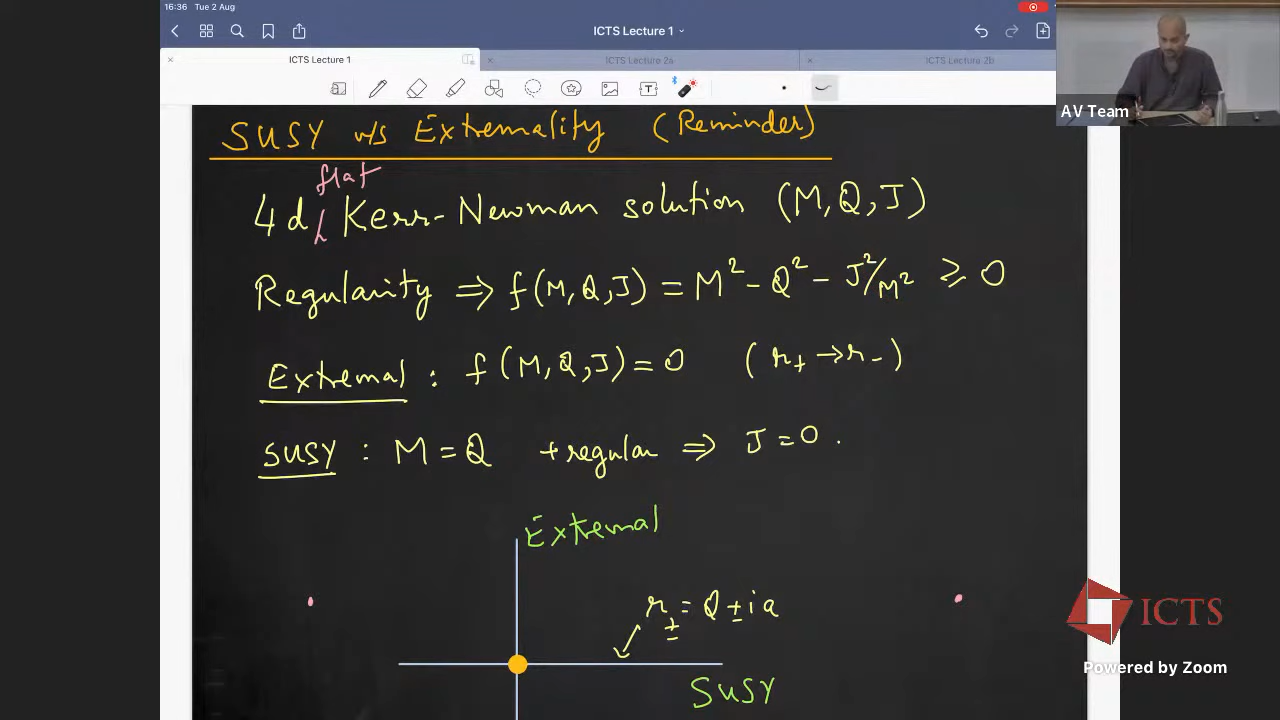 16:36 Tue 2 Aug
ICTS Lecture 1
ICTS Lecture 1
ICTS Lecture 2a
ICTS Lecture 2b
AV Team
SUSY v/s Extremality (Reminder)
flat
4d Kerr-Newman solution (M, Q, J)
Regularity ⇒ f(M, Q, J) = M² - Q² - J²/M² ≥ 0
Extremal : f(M, Q, J) = 0 (r₊ → r₋)
SUSY : M = Q + regular ⇒ J = 0.
Extremal
r± = Q ± ia
SUSY
ICTS
Powered by Zoom